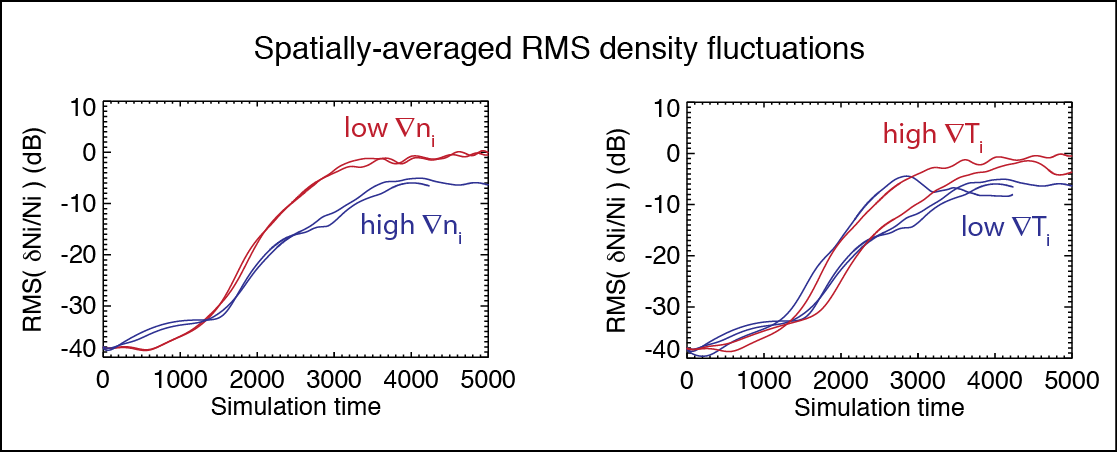 Spatially-averaged RMS density fluctuations
RMS( δNi/Ni ) (dB)
10
0
-10
-20
-30
-40
low ∇nᵢ
high ∇nᵢ
0 1000 2000 3000 4000 5000
Simulation time
RMS( δNi/Ni ) (dB)
10
0
-10
-20
-30
-40
high ∇Tᵢ
low ∇Tᵢ
0 1000 2000 3000 4000 5000
Simulation time